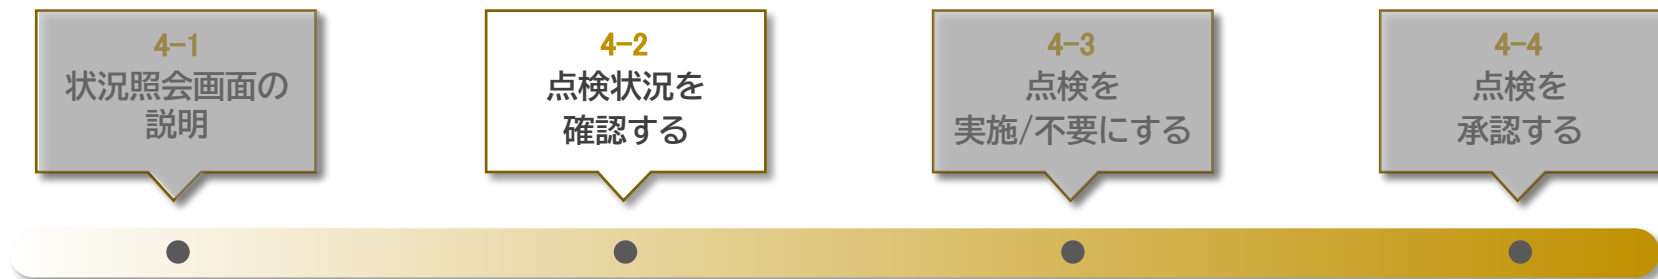 4-1
状況照会画面の
説明
4-2
点検状況を
確認する
4-3
点検を
実施/不要にする
4-4
点検を
承認する